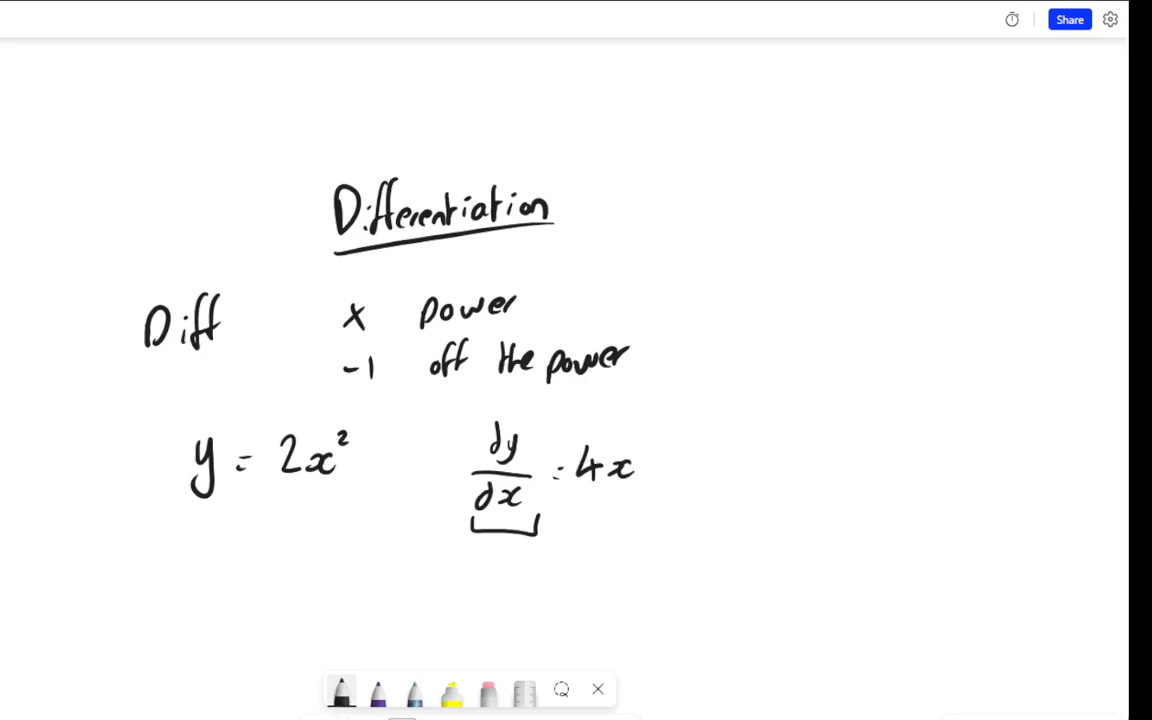 Share
Differentiation
Diff × power
-1 off the power
y = 2x² dy/dx = 4x